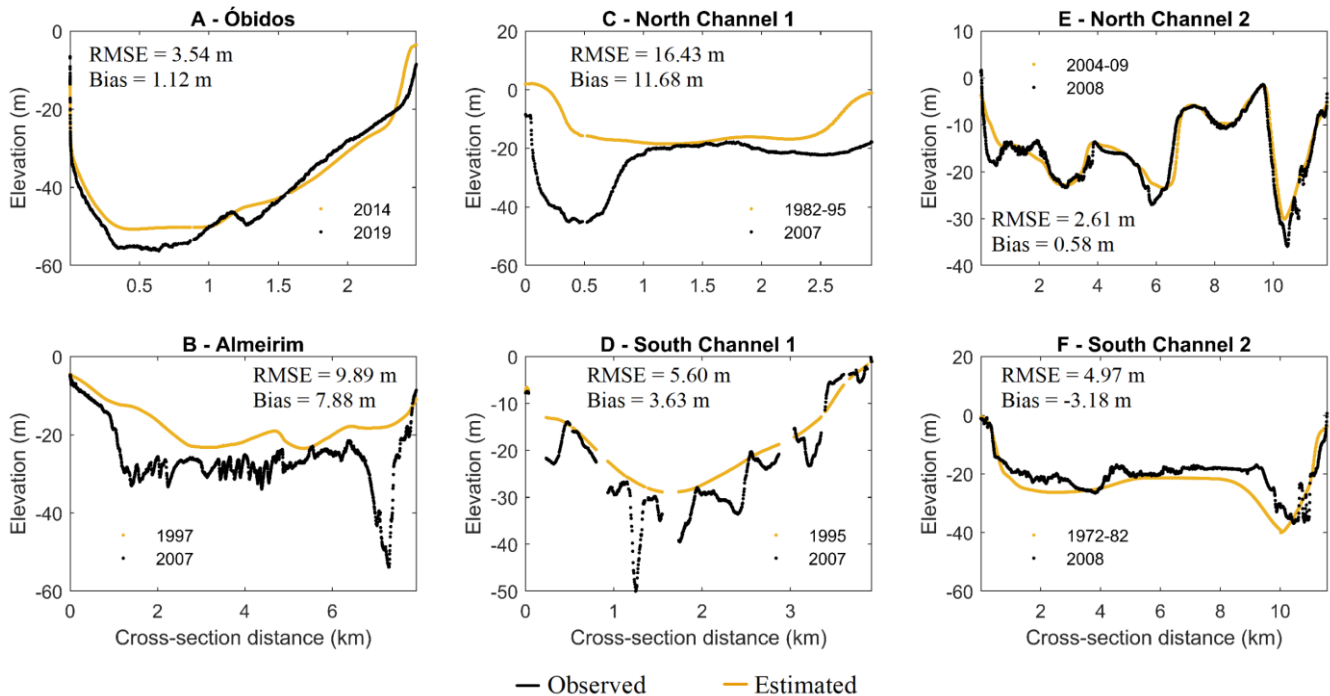 A - Óbidos
RMSE = 3.54 m
Bias = 1.12 m
Elevation (m)
0
-20
-40
-60
0.5
1
1.5
2
2014
2019
C - North Channel 1
RMSE = 16.43 m
Bias = 11.68 m
Elevation (m)
20
0
-20
-40
-60
0
0.5
1
1.5
2
2.5
1982-95
2007
E - North Channel 2
2004-09
2008
RMSE = 2.61 m
Bias = 0.58 m
Elevation (m)
10
0
-10
-20
-30
-40
2
4
6
8
10
B - Almeirim
RMSE = 9.89 m
Bias = 7.88 m
Elevation (m)
0
-20
-40
-60
0
2
4
6
1997
2007
Cross-section distance (km)
D - South Channel 1
RMSE = 5.60 m
Bias = 3.63 m
Elevation (m)
0
-10
-20
-30
-40
-50
0
1
2
3
1995
2007
Cross-section distance (km)
F - South Channel 2
RMSE = 4.97 m
Bias = -3.18 m
Elevation (m)
20
0
-20
-40
-60
2
4
6
8
10
1972-82
2008
Cross-section distance (km)
Observed
Estimated